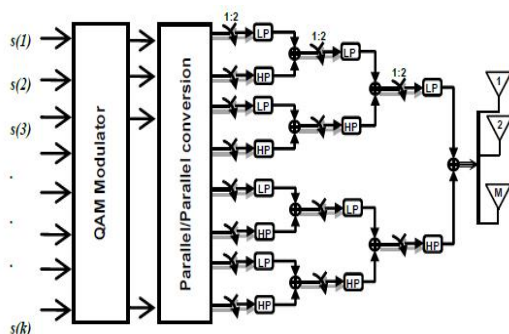 s(1)
s(2)
s(3)
s(k)
QAM Modulator
Parallel/Parallel conversion
1:2
1:2
1:2
LP
HP
LP
HP
LP
HP
LP
HP
LP
HP
LP
HP
LP
HP
1
2
M